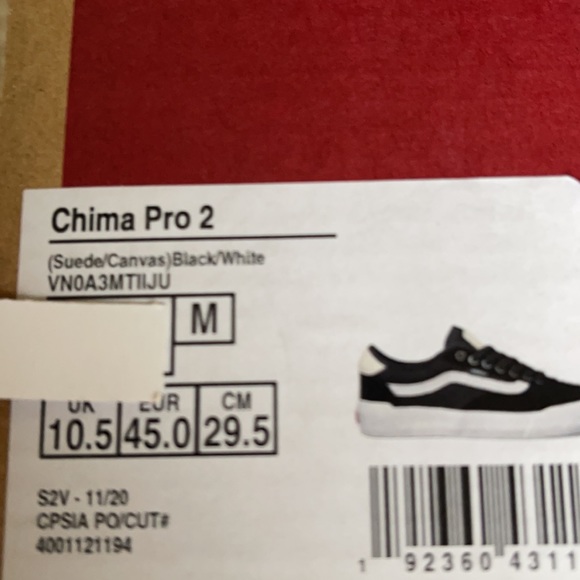 Chima Pro 2
(Suede/Canvas)Black/White
VN0A3MTIIJU
M
UK EUR CM
10.5 45.0 29.5
S2V - 11/20
CPSIA PO/CUT#
4001121194
1 92360 4311